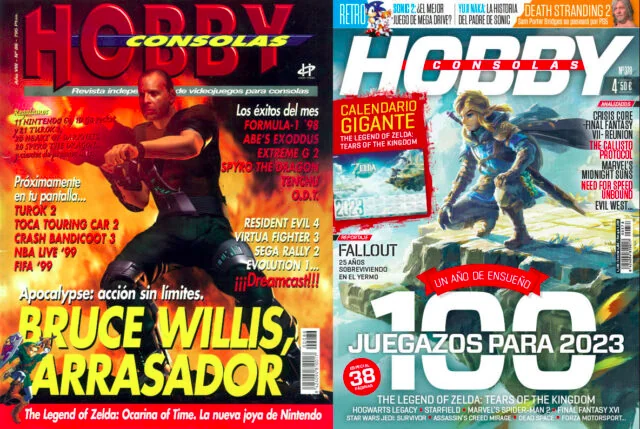 HOBBY
CONSOLAS
Revista independiente de videojuegos para consolas
Los éxitos del mes
FORMULA-1 '98
ABE'S EXODDUS
EXTREME G 2
SPYRO THE DRAGON
TENCHU
O.D.T.
Próximamente
en tu pantalla...
TUROK 2
TOCA TOURING CAR 2
CRASH BANDICOOT 3
NBA LIVE '99
FIFA '99
RESIDENT EVIL 4
VIRTUA FIGHTER 3
SEGA RALLY 2
EVOLUTION 1...
¡¡¡Dreamcast!!!
Apocalypse: acción sin límites.
BRUCE WILLIS,
ARRASADOR
The Legend of Zelda: Ocarina of Time. La nueva joya de Nintendo
RETRO
SONIC 2: ¿EL MEJOR
JUEGO DE MEGA DRIVE?
YUJI NAKA: LA HISTORIA
DEL PADRE DE SONIC
DEATH STRANDING 2
Sam Porter Bridges se moverá por PS5
HOBBY
CONSOLAS
Nº 379
4,50 €
CALENDARIO
GIGANTE
THE LEGEND OF ZELDA:
TEARS OF THE KINGDOM
ZELDA
2023
ANALIZADOS
CRISIS CORE
-FINAL FANTASY
VII- REUNION
THE CALLISTO
PROTOCOL
MARVEL'S
MIDNIGHT SUNS
NEED FOR SPEED
UNBOUND
EVIL WEST...
REPORTAJE
FALLOUT
25 AÑOS
SOBREVIVIENDO
EN EL YERMO
UN AÑO DE ENSUEÑO
100
JUEGAZOS PARA 2023
38
PÁGINAS
THE LEGEND OF ZELDA: TEARS OF THE KINGDOM
HOGWARTS LEGACY • STARFIELD • MARVEL'S SPIDER-MAN 2 • FINAL FANTASY XVI
STAR WARS JEDI: SURVIVOR • ASSASSIN'S CREED MIRAGE • DEAD SPACE • FORZA MOTORSPORT...